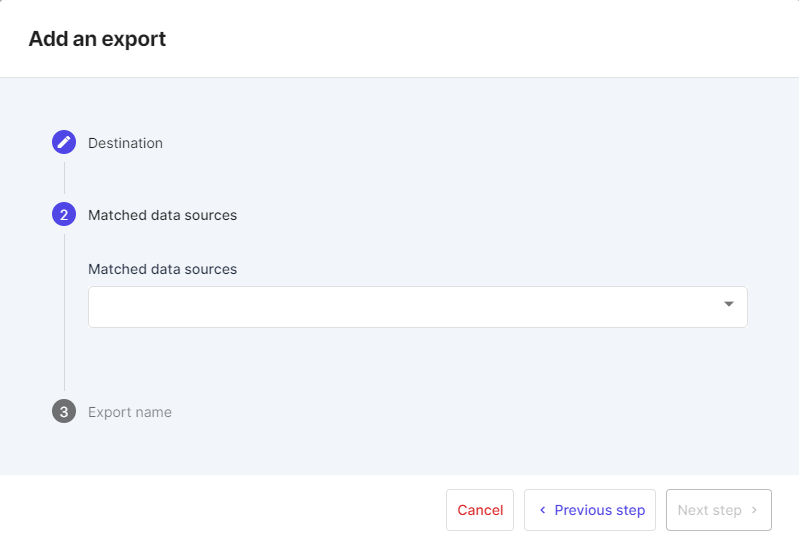 Add an export
Destination
2 Matched data sources
Matched data sources
3 Export name
Cancel Previous step Next step